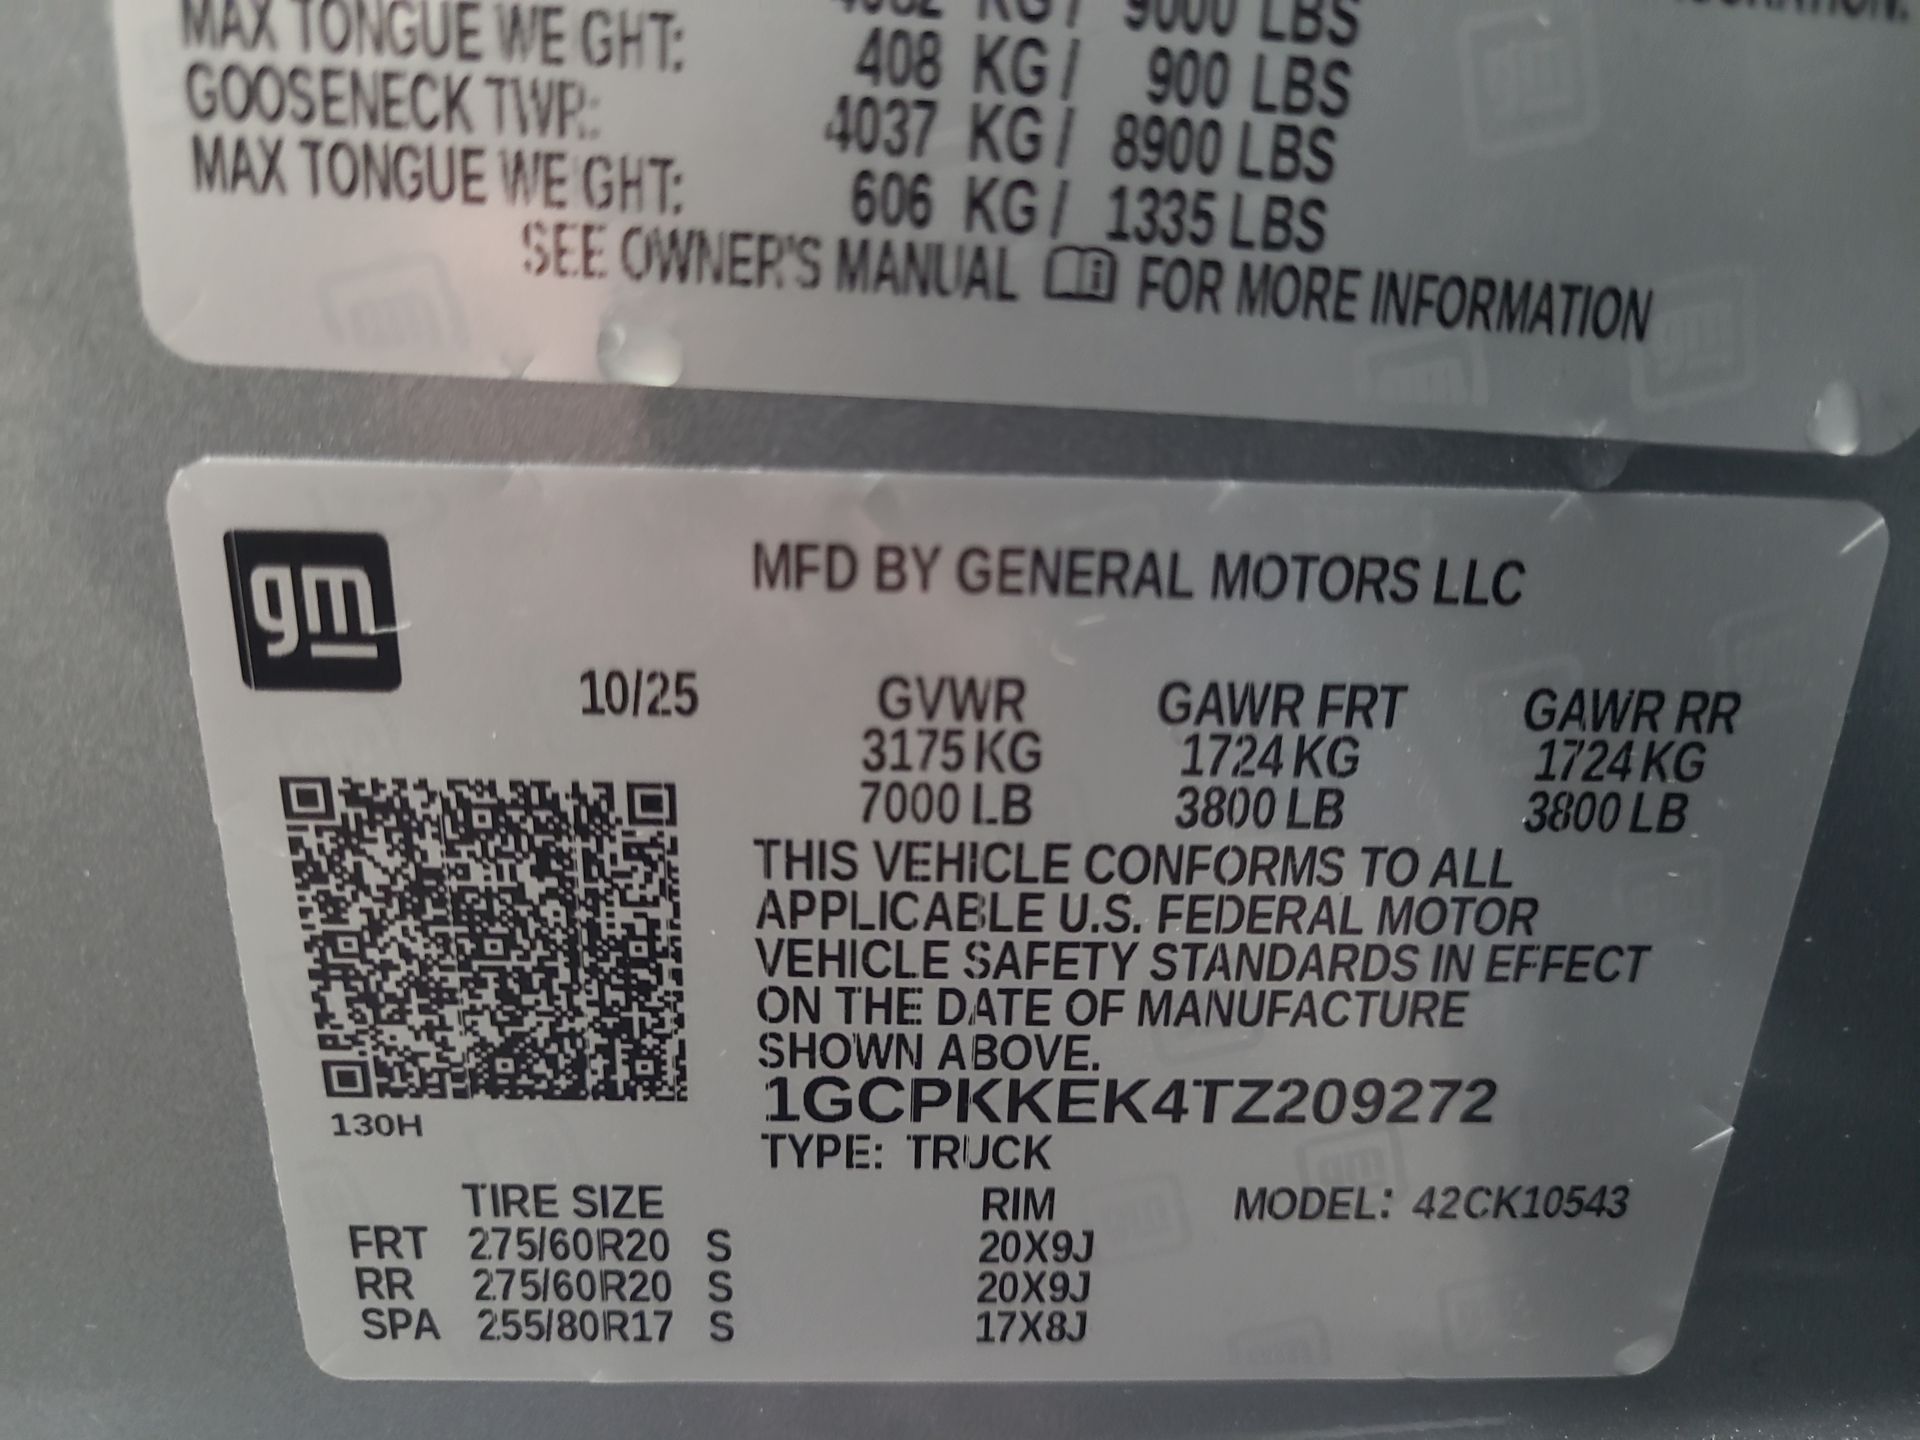 KG / 9000 LBS
MAX TONGUE WEIGHT: 408 KG / 900 LBS
GOOSENECK TWR: 4037 KG / 8900 LBS
MAX TONGUE WEIGHT: 606 KG / 1335 LBS
SEE OWNER'S MANUAL FOR MORE INFORMATION
gm
MFD BY GENERAL MOTORS LLC
10/25 GVWR GAWR FRT GAWR RR
3175 KG 1724 KG 1724 KG
7000 LB 3800 LB 3800 LB
THIS VEHICLE CONFORMS TO ALL
APPLICABLE U.S. FEDERAL MOTOR
VEHICLE SAFETY STANDARDS IN EFFECT
ON THE DATE OF MANUFACTURE
SHOWN ABOVE.
1GCPKKEK4TZ209272
130H
TYPE: TRUCK
TIRE SIZE RIM MODEL: 42CK10543
FRT 275/60R20 S 20X9J
RR 275/60R20 S 20X9J
SPA 255/80R17 S 17X8J